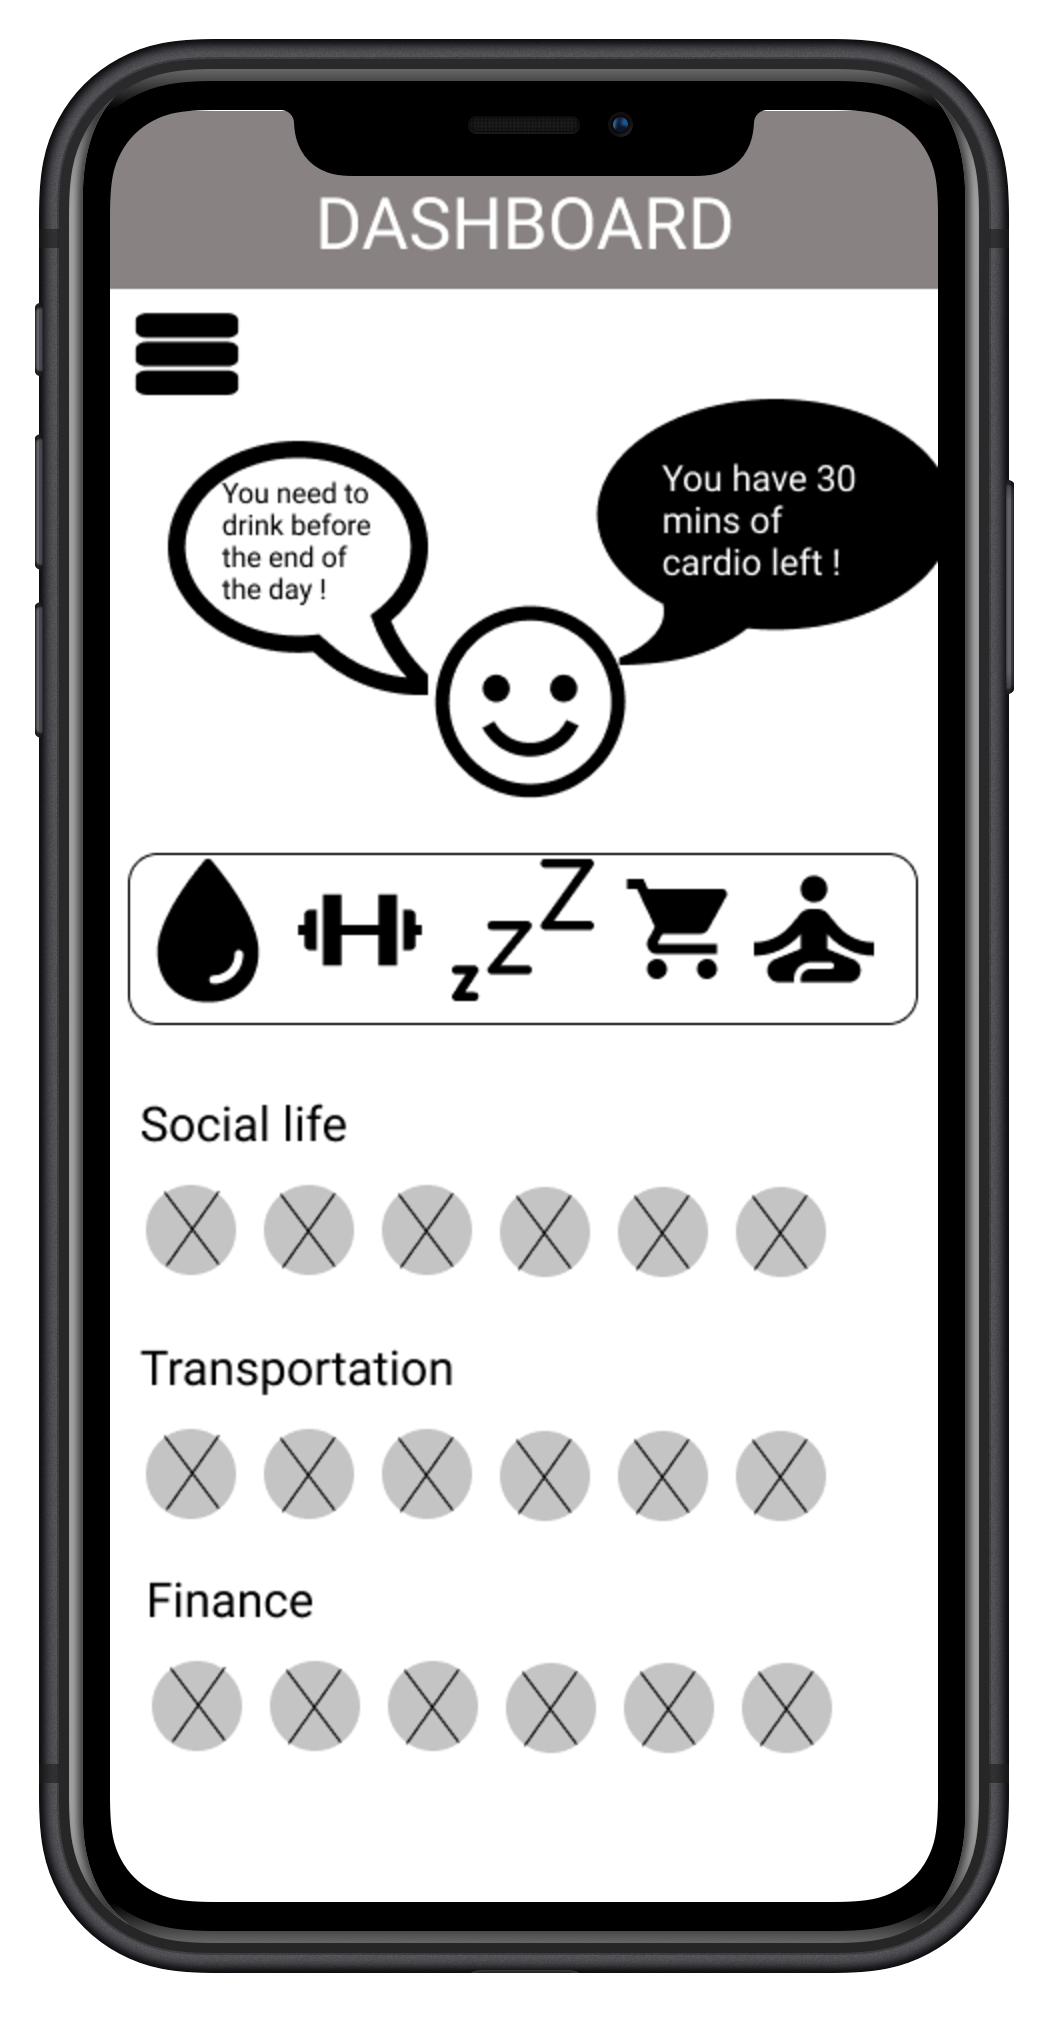 DASHBOARD
You need to
drink before
the end of
the day !
You have 30
mins of
cardio left !
z z Z
Social life
Transportation
Finance